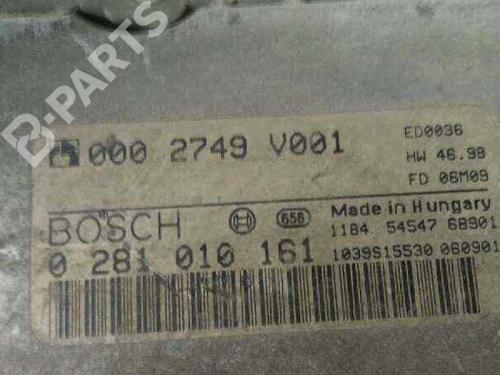 B-PARTS
000 2749 V001
ED0036
HW 46.98
FD 06M09
BOSCH
656
Made in Hungary
1184 54547 68901
0 281 010 161
1039S15530 060901